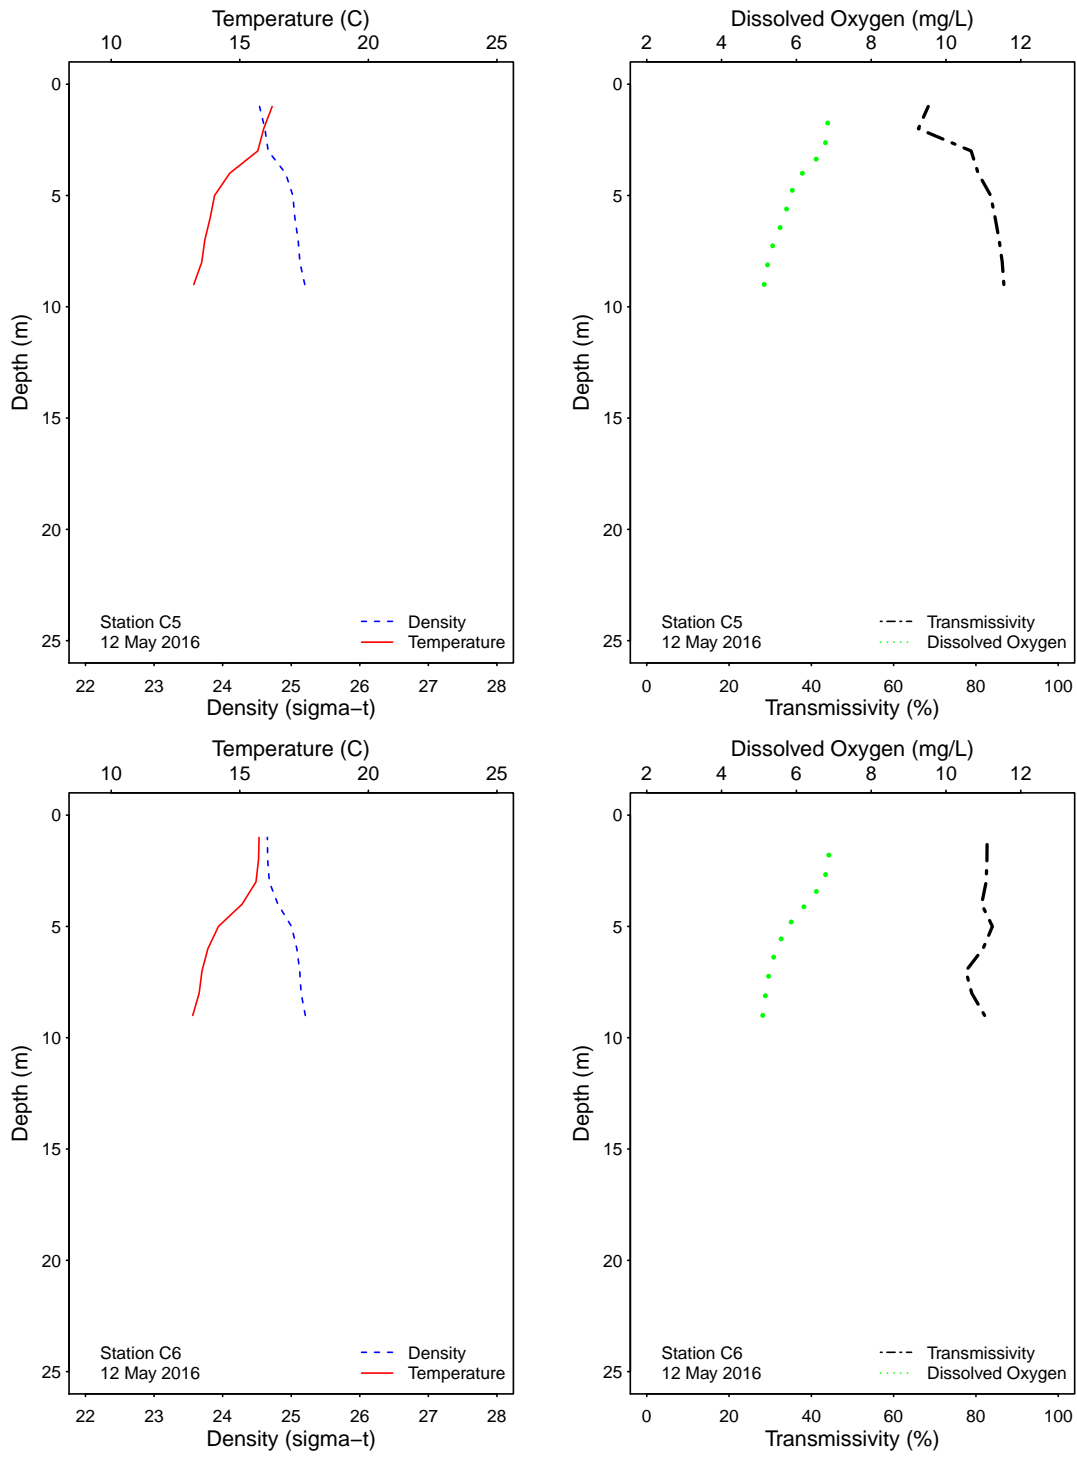 Temperature (C)
10 15 20 25
0
5
10
15
20
25
Depth (m)
Station C5
12 May 2016
Density
Temperature
22 23 24 25 26 27 28
Density (sigma−t)
Dissolved Oxygen (mg/L)
2 4 6 8 10 12
0
5
10
15
20
25
Depth (m)
Station C5
12 May 2016
Transmissivity
Dissolved Oxygen
0 20 40 60 80 100
Transmissivity (%)
Temperature (C)
10 15 20 25
0
5
10
15
20
25
Depth (m)
Station C6
12 May 2016
Density
Temperature
22 23 24 25 26 27 28
Density (sigma−t)
Dissolved Oxygen (mg/L)
2 4 6 8 10 12
0
5
10
15
20
25
Depth (m)
Station C6
12 May 2016
Transmissivity
Dissolved Oxygen
0 20 40 60 80 100
Transmissivity (%)